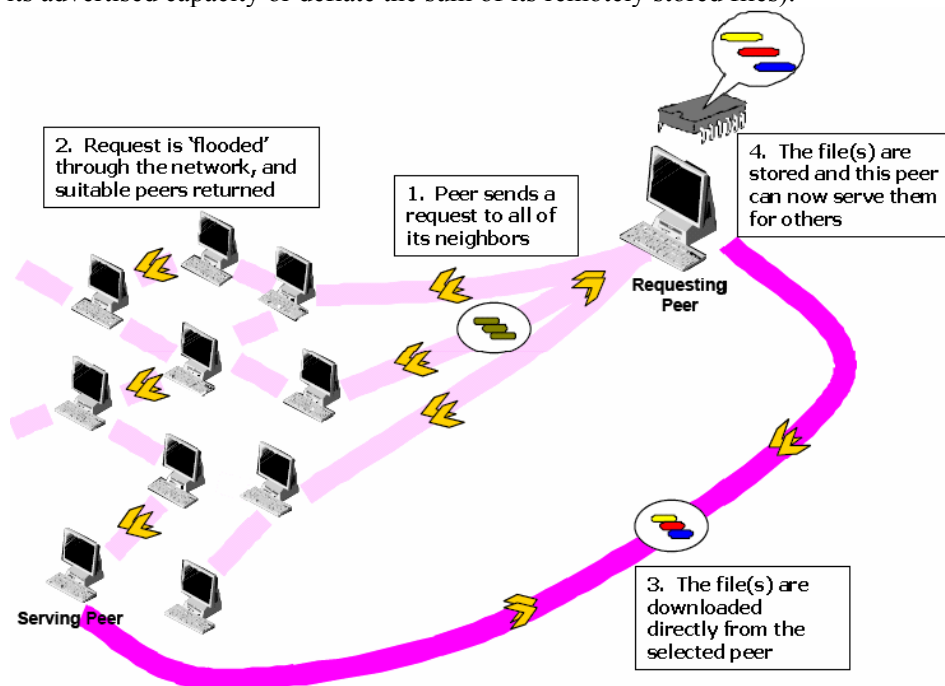 its advertised capacity or deflate the sum of its remotely stored files).
2. Request is 'flooded'
through the network, and
suitable peers returned
1. Peer sends a
request to all of
its neighbors
4. The file(s) are
stored and this peer
can now serve them
for others
Requesting
Peer
Serving Peer
3. The file(s) are
downloaded
directly from the
selected peer